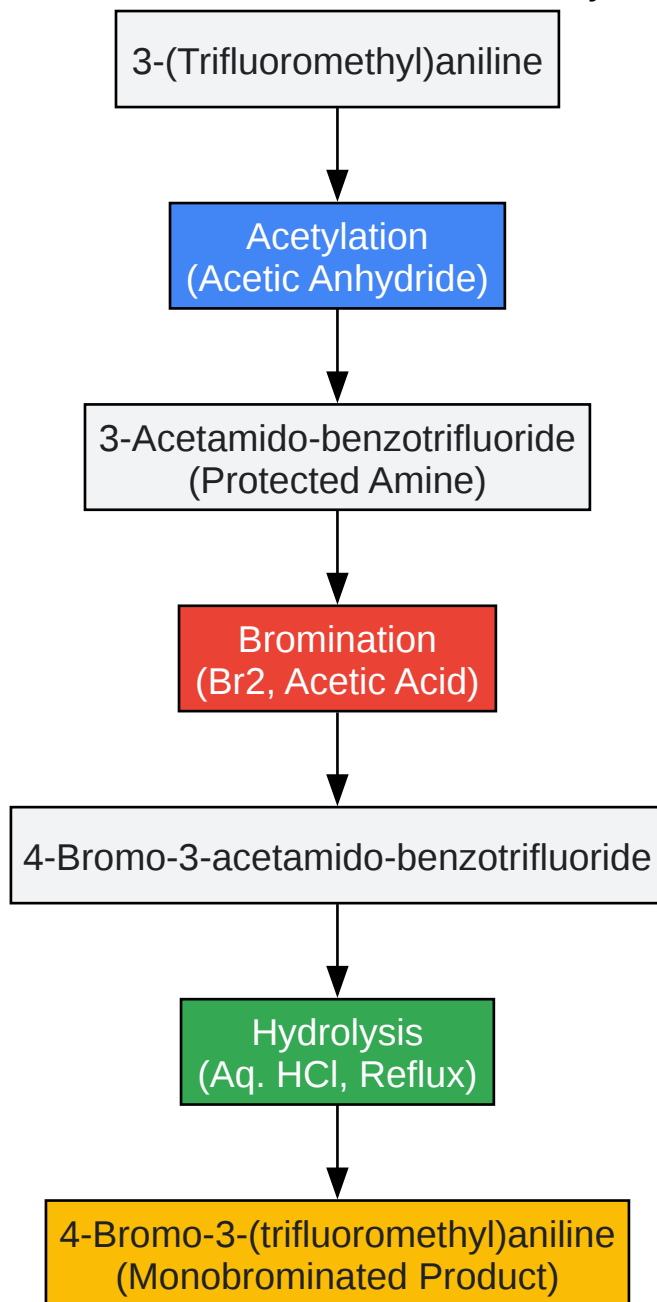 3-(Trifluoromethyl)aniline
Acetylation
(Acetic Anhydride)
3-Acetamido-benzotrifluoride
(Protected Amine)
Bromination
(Br2, Acetic Acid)
4-Bromo-3-acetamido-benzotrifluoride
Hydrolysis
(Aq. HCl, Reflux)
4-Bromo-3-(trifluoromethyl)aniline
(Monobrominated Product)